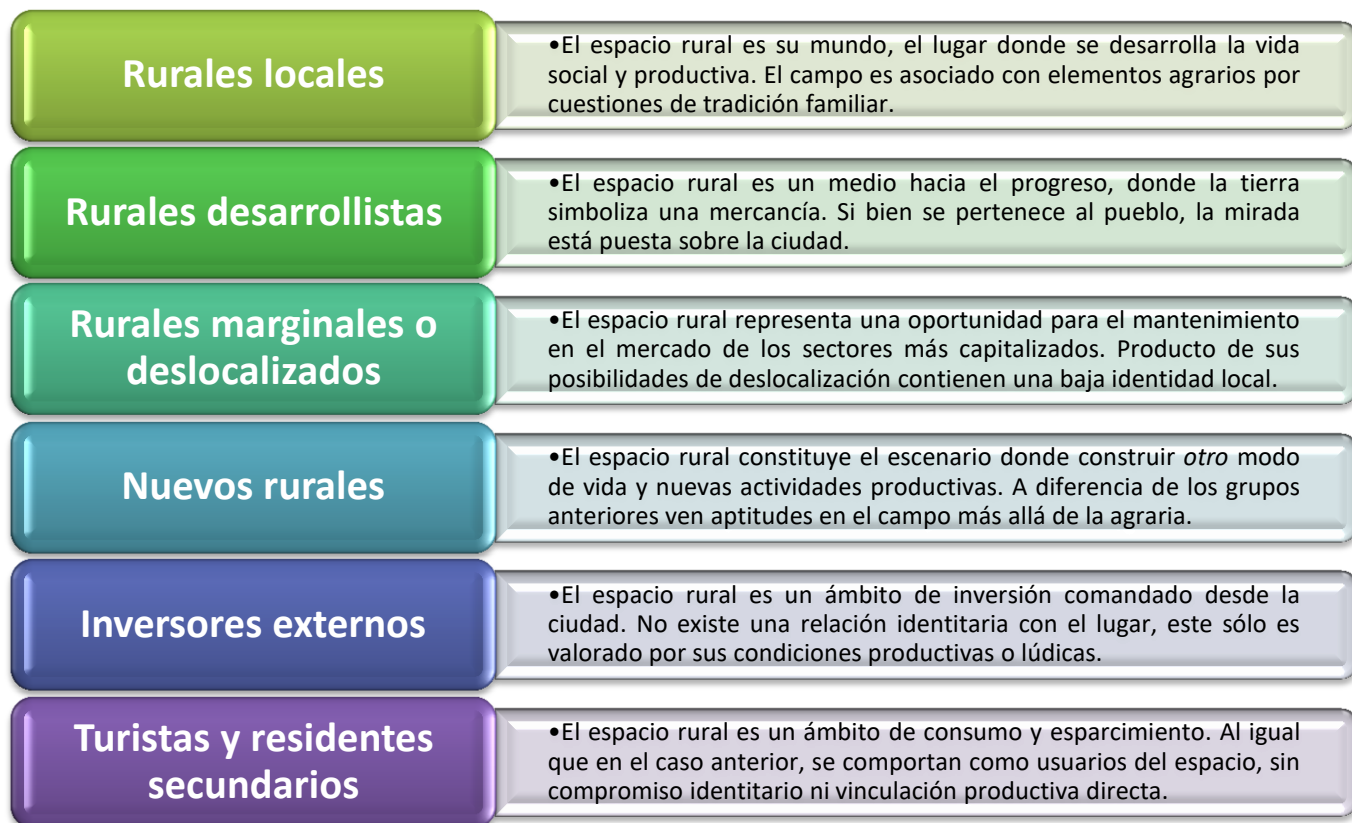 Rurales locales
•El espacio rural es su mundo, el lugar donde se desarrolla la vida
social y productiva. El campo es asociado con elementos agrarios por
cuestiones de tradición familiar.
Rurales desarrollistas
•El espacio rural es un medio hacia el progreso, donde la tierra
simboliza una mercancía. Si bien se pertenece al pueblo, la mirada
está puesta sobre la ciudad.
Rurales marginales o
deslocalizados
•El espacio rural representa una oportunidad para el mantenimiento
en el mercado de los sectores más capitalizados. Producto de sus
posibilidades de deslocalización contienen una baja identidad local.
Nuevos rurales
•El espacio rural constituye el escenario donde construir otro modo
de vida y nuevas actividades productivas. A diferencia de los grupos
anteriores ven aptitudes en el campo más allá de la agraria.
Inversores externos
•El espacio rural es un ámbito de inversión comandado desde la
ciudad. No existe una relación identitaria con el lugar, este sólo es
valorado por sus condiciones productivas o lúdicas.
Turistas y residentes
secundarios
•El espacio rural es un ámbito de consumo y esparcimiento. Al igual
que en el caso anterior, se comportan como usuarios del espacio, sin
compromiso identitario ni vinculación productiva directa.